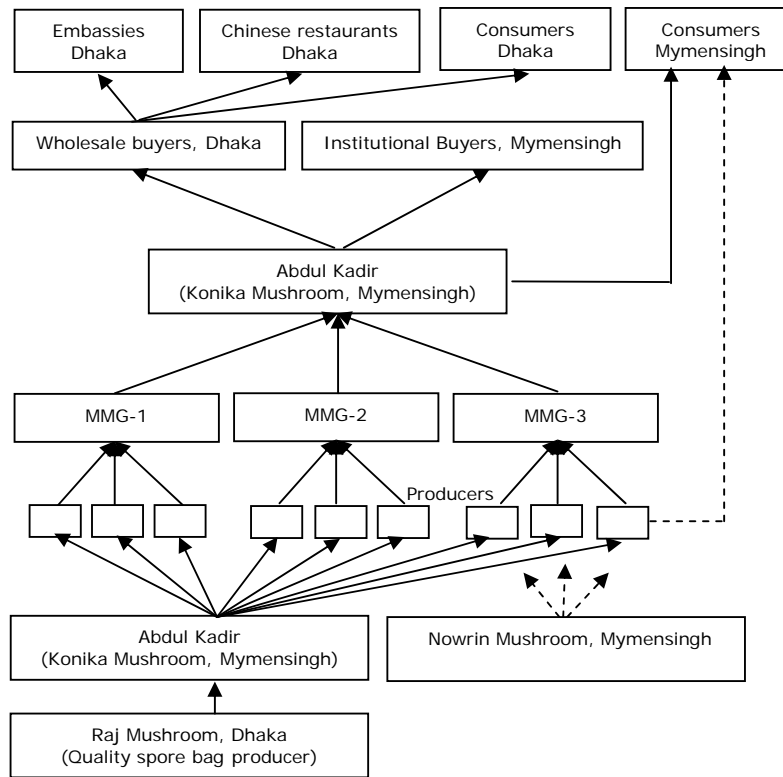 Embassies
Dhaka
Chinese restaurants
Dhaka
Consumers
Dhaka
Consumers
Mymensingh
Wholesale buyers, Dhaka
Institutional Buyers, Mymensingh
Abdul Kadir
(Konika Mushroom, Mymensingh)
MMG-1
MMG-2
MMG-3
Producers
Abdul Kadir
(Konika Mushroom, Mymensingh)
Nowrin Mushroom, Mymensingh
Raj Mushroom, Dhaka
(Quality spore bag producer)